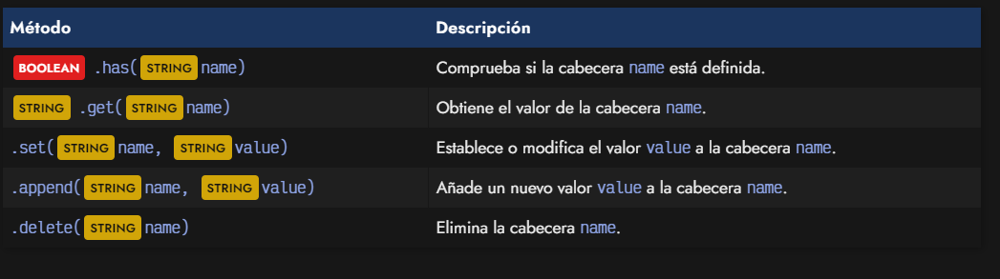 Método Descripción
BOOLEAN .has(STRING name) Comprueba si la cabecera name está definida.
STRING .get(STRING name) Obtiene el valor de la cabecera name.
.set(STRING name, STRING value) Establece o modifica el valor value a la cabecera name.
.append(STRING name, STRING value) Añade un nuevo valor value a la cabecera name.
.delete(STRING name) Elimina la cabecera name.